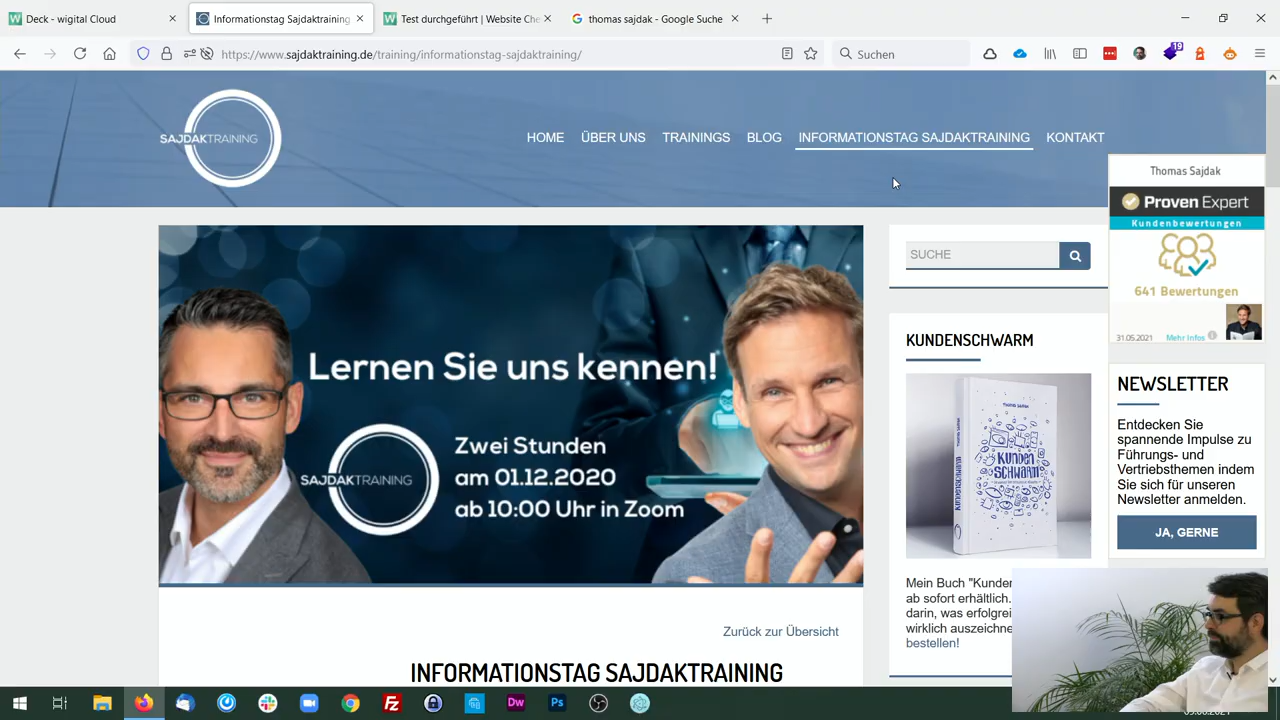 Deck - wigital Cloud
Informationstag Sajdaktraining
Test durchgeführt | Website Che
thomas sajdak - Google Suche
https://www.sajdaktraining.de/training/informationstag-sajdaktraining/
Suchen
19
SAJDAKTRAINING
HOME
ÜBER UNS
TRAININGS
BLOG
INFORMATIONSTAG SAJDAKTRAINING
KONTAKT
Thomas Sajdak
Proven Expert
Kundenbewertungen
641 Bewertungen
31.05.2021
Mehr Infos
Lernen Sie uns kennen!
SAJDAKTRAINING
Zwei Stunden
am 01.12.2020
ab 10:00 Uhr in Zoom
SUCHE
KUNDENSCHWARM
KUNDEN
SCHWARM
KUNDENSCHWARM
NEWSLETTER
Entdecken Sie
spannende Impulse zu
Führungs- und
Vertriebsthemen indem
Sie sich für unseren
Newsletter anmelden.
JA, GERNE
Mein Buch "Kunden
ab sofort erhältlich.
darin, was erfolgrei
wirklich auszeichne
bestellen!
Zurück zur Übersicht
INFORMATIONSTAG SAJDAKTRAINING
Dw
Ps